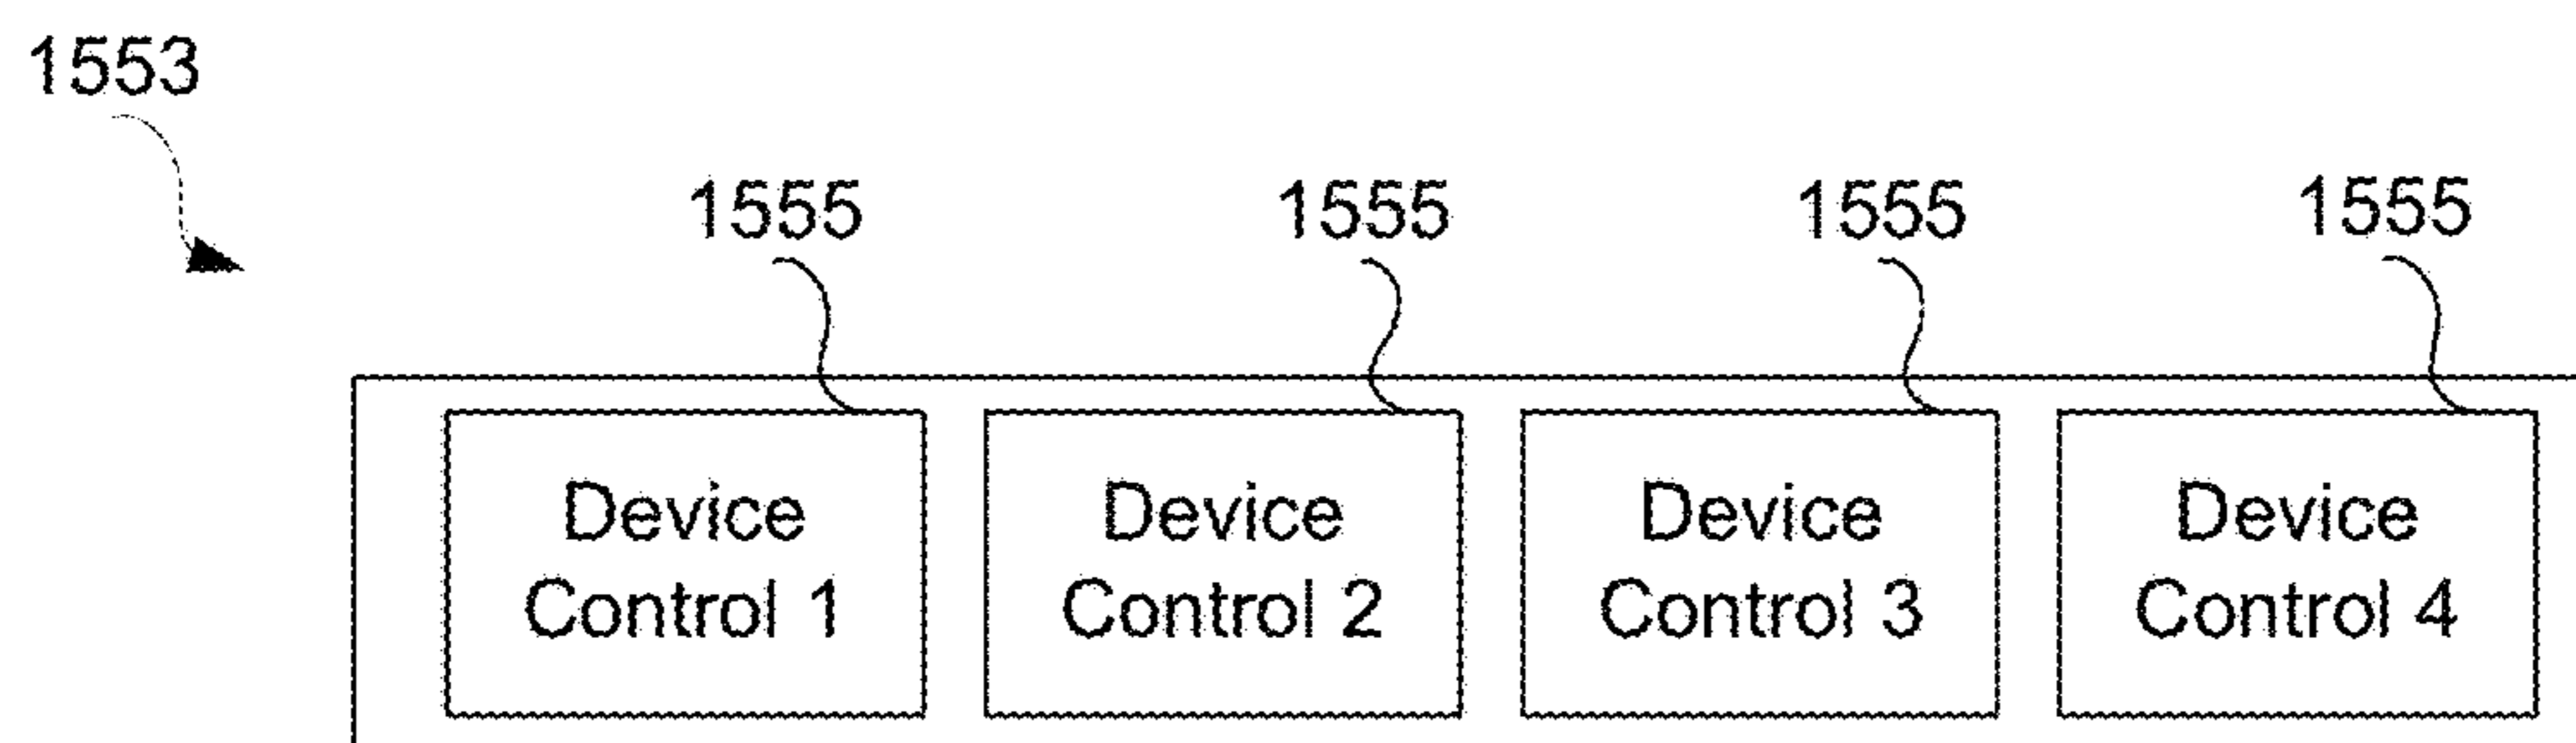 1553
1555 1555 1555 1555
Device Device Device Device
Control 1 Control 2 Control 3 Control 4